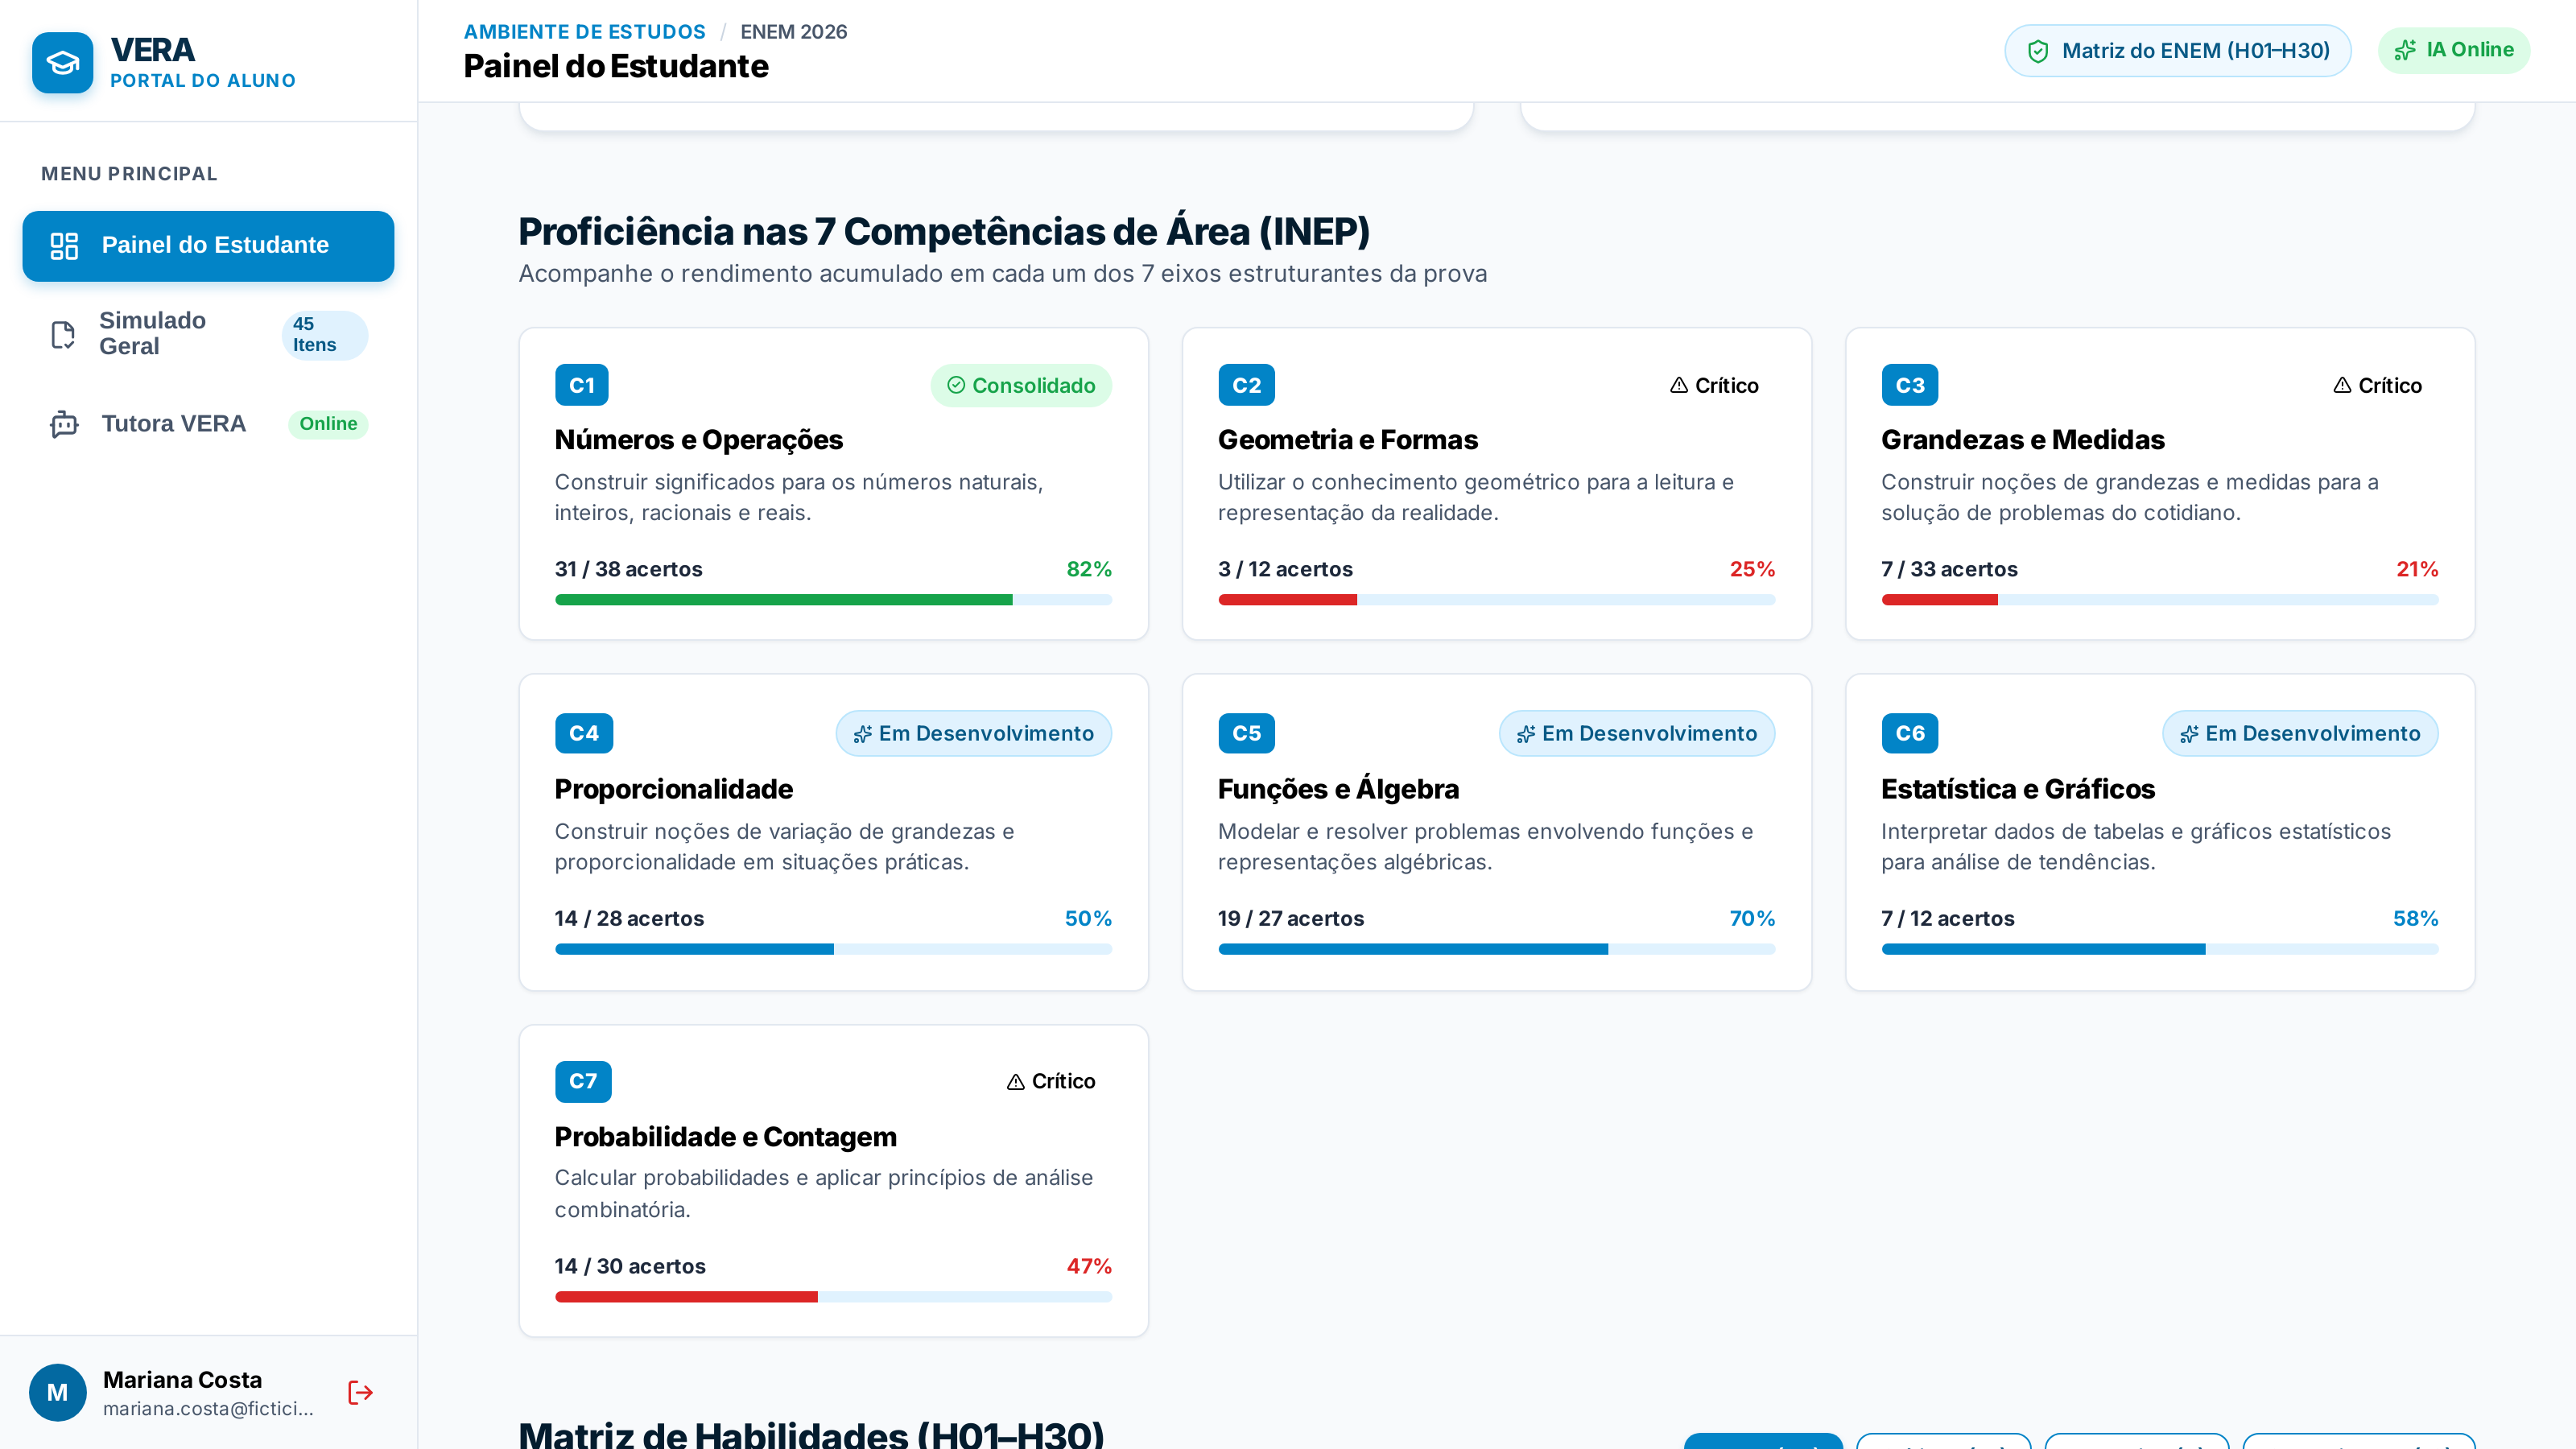 VERA
PORTAL DO ALUNO
MENU PRINCIPAL
Painel do Estudante
Simulado
Geral
45
Itens
Tutora VERA
Online
Mariana Costa
mariana.costa@fictici...
M
AMBIENTE DE ESTUDOS / ENEM 2026
Painel do Estudante
Matriz do ENEM (H01–H30)
IA Online
Proficiência nas 7 Competências de Área (INEP)
Acompanhe o rendimento acumulado em cada um dos 7 eixos estruturantes da prova
C1
Consolidado
Números e Operações
Construir significados para os números naturais,
inteiros, racionais e reais.
31 / 38 acertos
82%
C2
Crítico
Geometria e Formas
Utilizar o conhecimento geométrico para a leitura e
representação da realidade.
3 / 12 acertos
25%
C3
Crítico
Grandezas e Medidas
Construir noções de grandezas e medidas para a
solução de problemas do cotidiano.
7 / 33 acertos
21%
C4
Em Desenvolvimento
Proporcionalidade
Construir noções de variação de grandezas e
proporcionalidade em situações práticas.
14 / 28 acertos
50%
C5
Em Desenvolvimento
Funções e Álgebra
Modelar e resolver problemas envolvendo funções e
representações algébricas.
19 / 27 acertos
70%
C6
Em Desenvolvimento
Estatística e Gráficos
Interpretar dados de tabelas e gráficos estatísticos
para análise de tendências.
7 / 12 acertos
58%
C7
Crítico
Probabilidade e Contagem
Calcular probabilidades e aplicar princípios de análise
combinatória.
14 / 30 acertos
47%
Matriz de Habilidades (H01–H30)